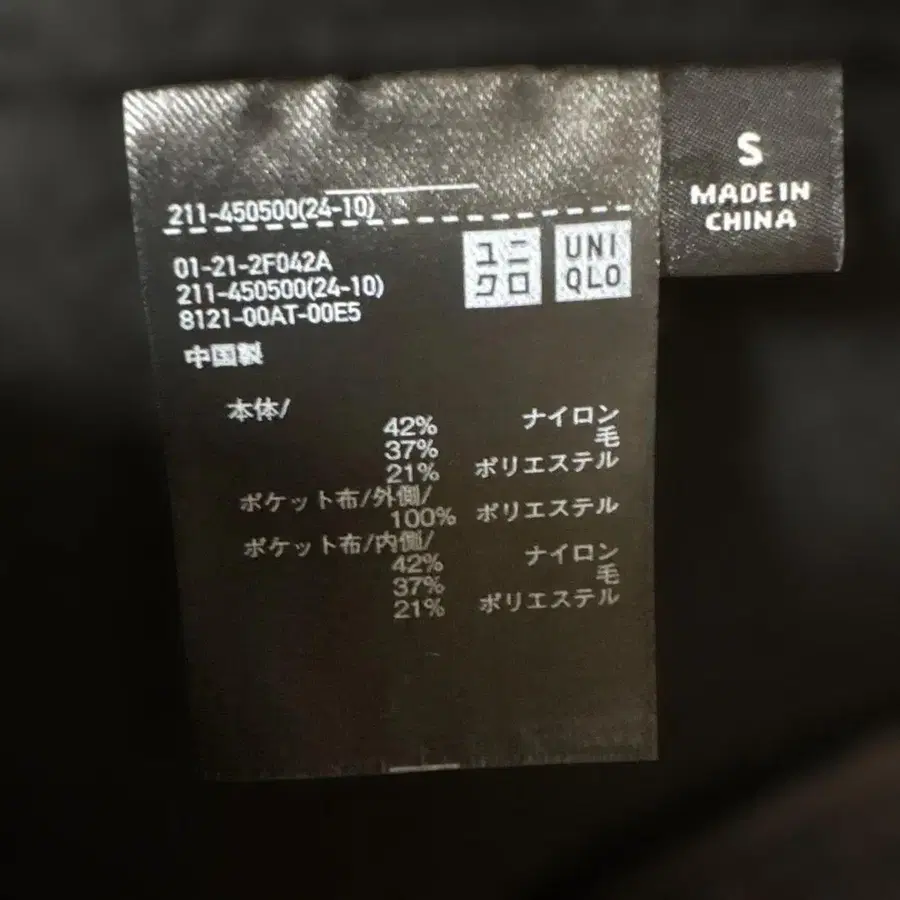 211-450500(24-10)
01-21-2F042A
211-450500(24-10)
8121-00AT-00E5
中国製
ユニ
クロ
UNI
QLO
S
MADE IN
CHINA
本体/
42% ナイロン
37% 毛
21% ポリエステル
ポケット布/外側/
100% ポリエステル
ポケット布/内側/
42% ナイロン
37% 毛
21% ポリエステル